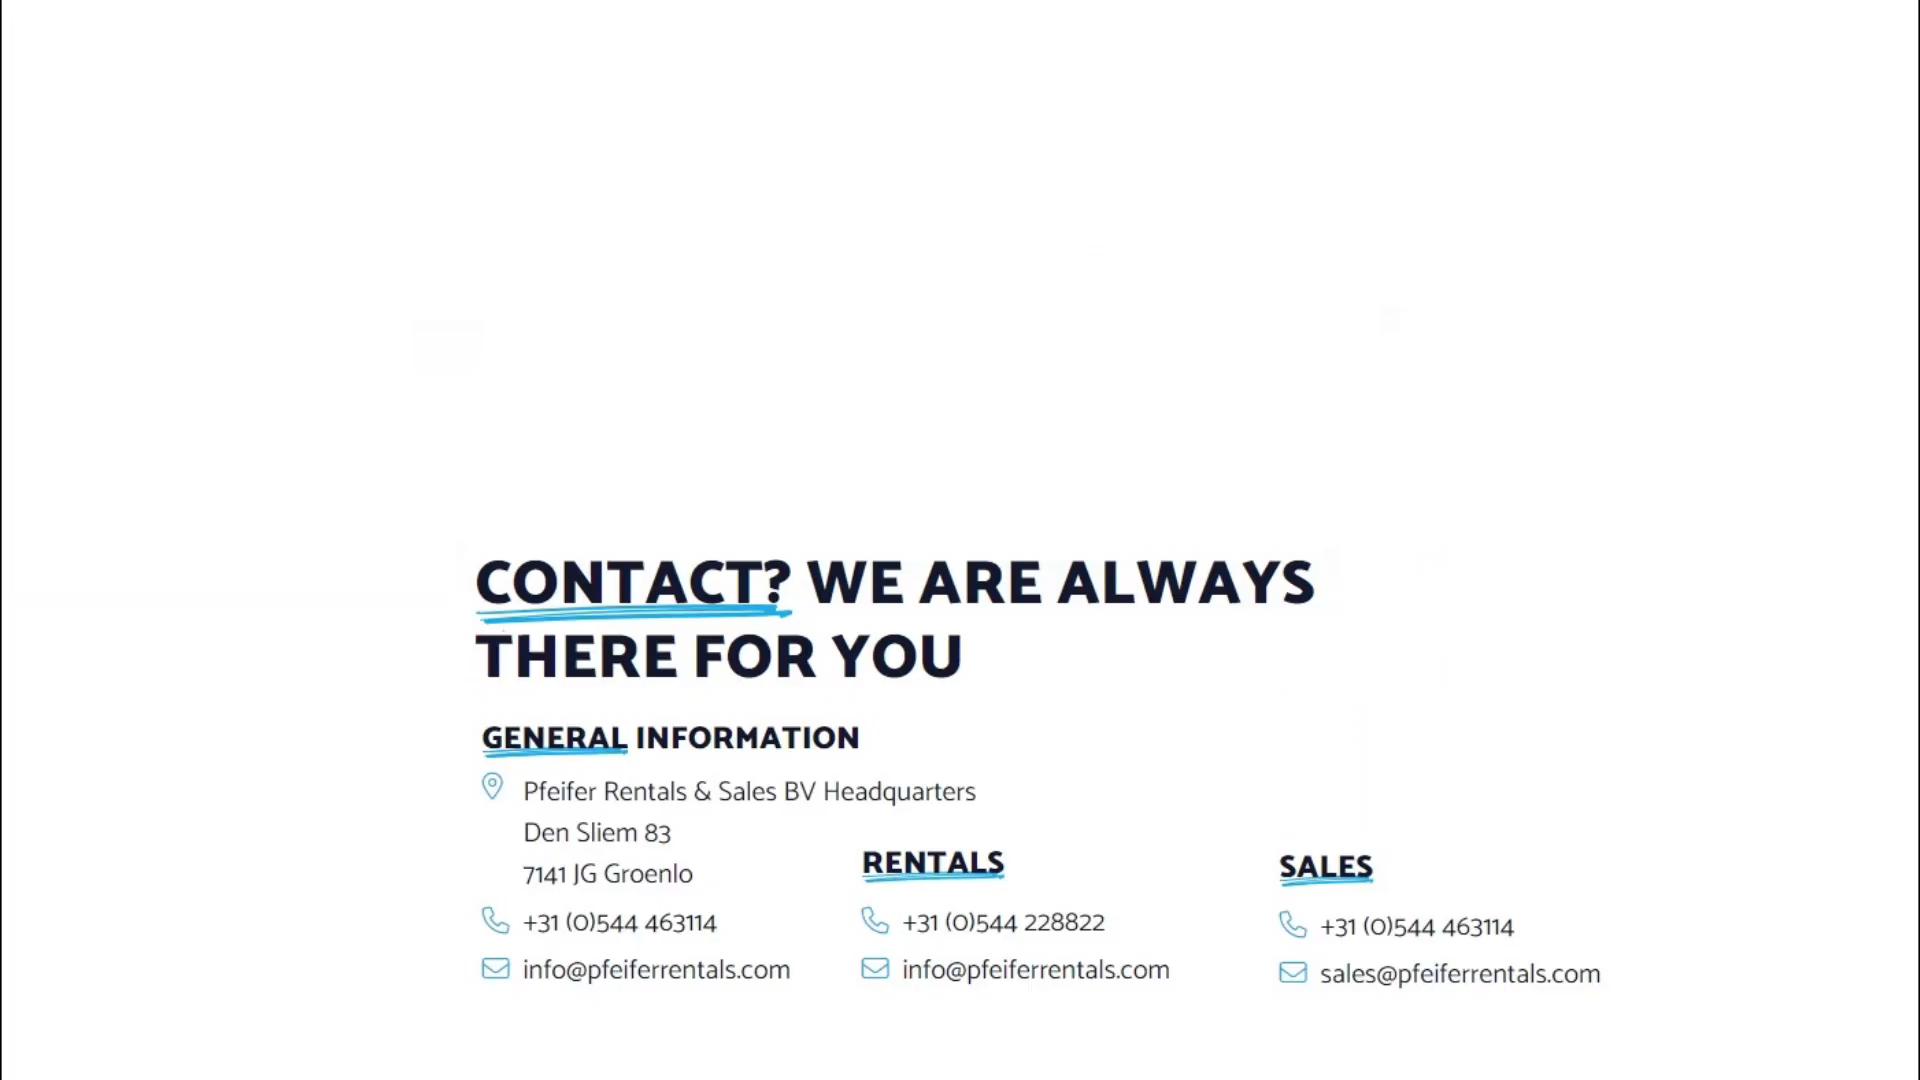 CONTACT? WE ARE ALWAYS
THERE FOR YOU
GENERAL INFORMATION
Pfeifer Rentals & Sales BV Headquarters
Den Sliem 83
7141 JG Groenlo
+31 (0)544 463114
info@pfeiferrentals.com
RENTALS
+31 (0)544 228822
info@pfeiferrentals.com
SALES
+31 (0)544 463114
sales@pfeiferrentals.com